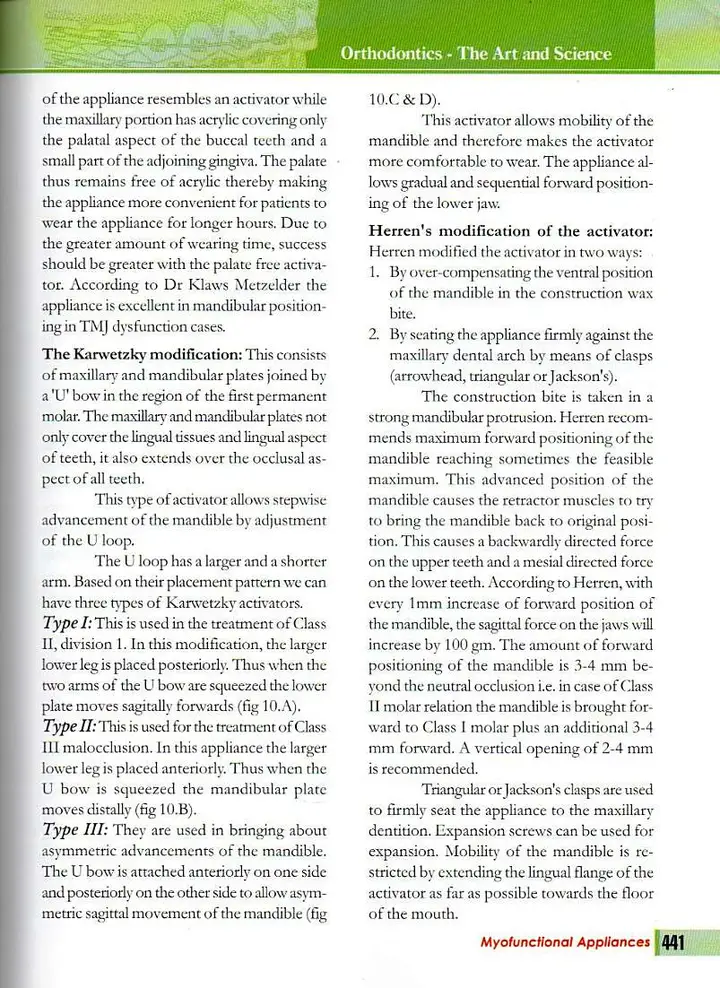 Orthodontics - The Art and Science
of the appliance resembles an activator while
the maxillary portion has acrylic covering only
the palatal aspect of the buccal teeth and a
small part of the adjoining gingiva. The palate
thus remains free of acrylic thereby making
the appliance more convenient for patients to
wear the appliance for longer hours. Due to
the greater amount of wearing time, success
should be greater with the palate free activa-
tor. According to Dr Klaws Metzelder the
appliance is excellent in mandibular position-
ing in TMJ dysfunction cases.
The Karwetzky modification: This consists
of maxillary and mandibular plates joined by
a 'U' bow in the region of the first permanent
molar. The maxillary and mandibular plates not
only cover the lingual tissues and lingual aspect
of teeth, it also extends over the occlusal as-
pect of all teeth.
This type of activator allows stepwise
advancement of the mandible by adjustment
of the U loop.
The U loop has a larger and a shorter
arm. Based on their placement pattern we can
have three types of Karwetzky activators.
Type I: This is used in the treatment of Class
II, division 1. In this modification, the larger
lower leg is placed posteriorly. Thus when the
two arms of the U bow are squeezed the lower
plate moves sagitally forwards (fig 10.A).
Type II: This is used for the treatment of Class
III malocclusion. In this appliance the larger
lower leg is placed anteriorly. Thus when the
U bow is squeezed the mandibular plate
moves distally (fig 10.B).
Type III: They are used in bringing about
asymmetric advancements of the mandible.
The U bow is attached anteriorly on one side
and posteriorly on the other side to allow asym-
metric sagittal movement of the mandible (fig
10.C & D).
This activator allows mobility of the
mandible and therefore makes the activator
more comfortable to wear. The appliance al-
lows gradual and sequential forward position-
ing of the lower jaw.
Herren's modification of the activator:
Herren modified the activator in two ways:
1. By over-compensating the ventral position
of the mandible in the construction wax
bite.
2. By seating the appliance firmly against the
maxillary dental arch by means of clasps
(arrowhead, triangular or Jackson's).
The construction bite is taken in a
strong mandibular protrusion. Herren recom-
mends maximum forward positioning of the
mandible reaching sometimes the feasible
maximum. This advanced position of the
mandible causes the retractor muscles to try
to bring the mandible back to original posi-
tion. This causes a backwardly directed force
on the upper teeth and a mesial directed force
on the lower teeth. According to Herren, with
every 1mm increase of forward position of
the mandible, the sagittal force on the jaws will
increase by 100 gm. The amount of forward
positioning of the mandible is 3-4 mm be-
yond the neutral occlusion i.e. in case of Class
II molar relation the mandible is brought for-
ward to Class I molar plus an additional 3-4
mm forward. A vertical opening of 2-4 mm
is recommended.
Triangular or Jackson's clasps are used
to firmly seat the appliance to the maxillary
dentition. Expansion screws can be used for
expansion. Mobility of the mandible is re-
stricted by extending the lingual flange of the
activator as far as possible towards the floor
of the mouth.
Myofunctional Appliances 441